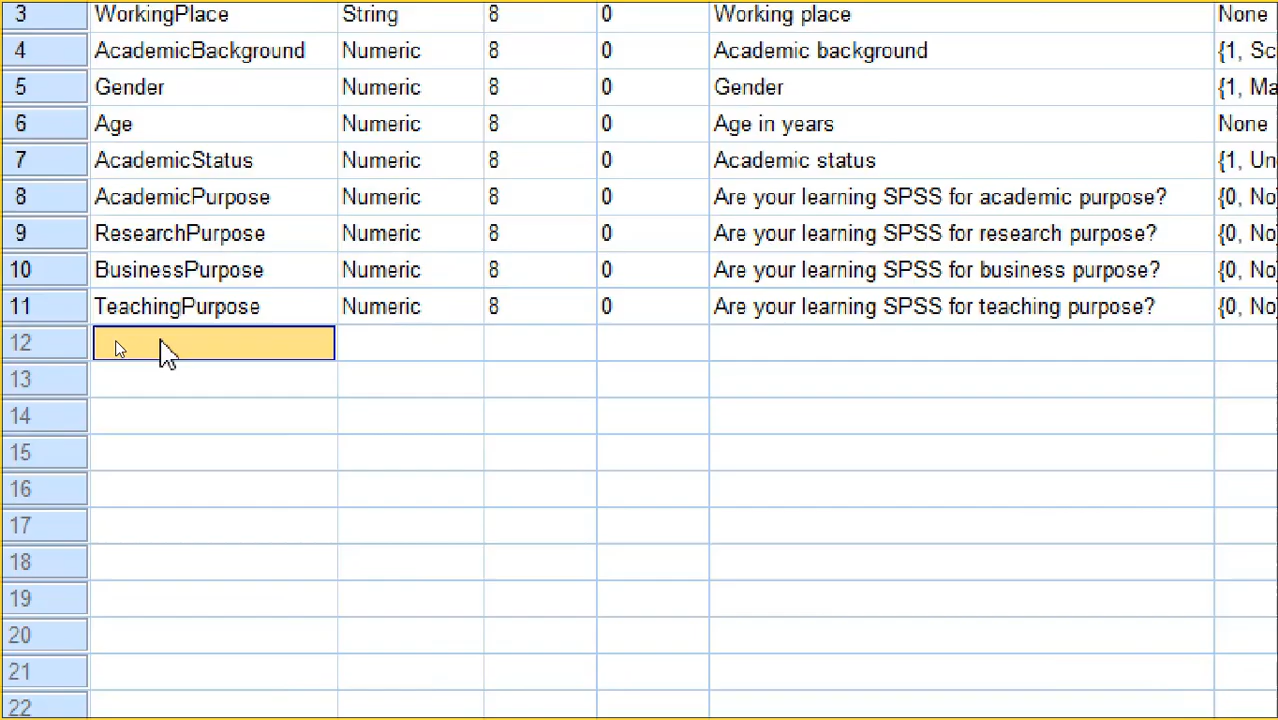 3 WorkingPlace String 8 0 Working place None
4 AcademicBackground Numeric 8 0 Academic background {1, Sc
5 Gender Numeric 8 0 Gender {1, Ma
6 Age Numeric 8 0 Age in years None
7 AcademicStatus Numeric 8 0 Academic status {1, Un
8 AcademicPurpose Numeric 8 0 Are your learning SPSS for academic purpose? {0, No}
9 ResearchPurpose Numeric 8 0 Are your learning SPSS for research purpose? {0, No}
10 BusinessPurpose Numeric 8 0 Are your learning SPSS for business purpose? {0, No}
11 TeachingPurpose Numeric 8 0 Are your learning SPSS for teaching purpose? {0, No}
12
13
14
15
16
17
18
19
20
21
22